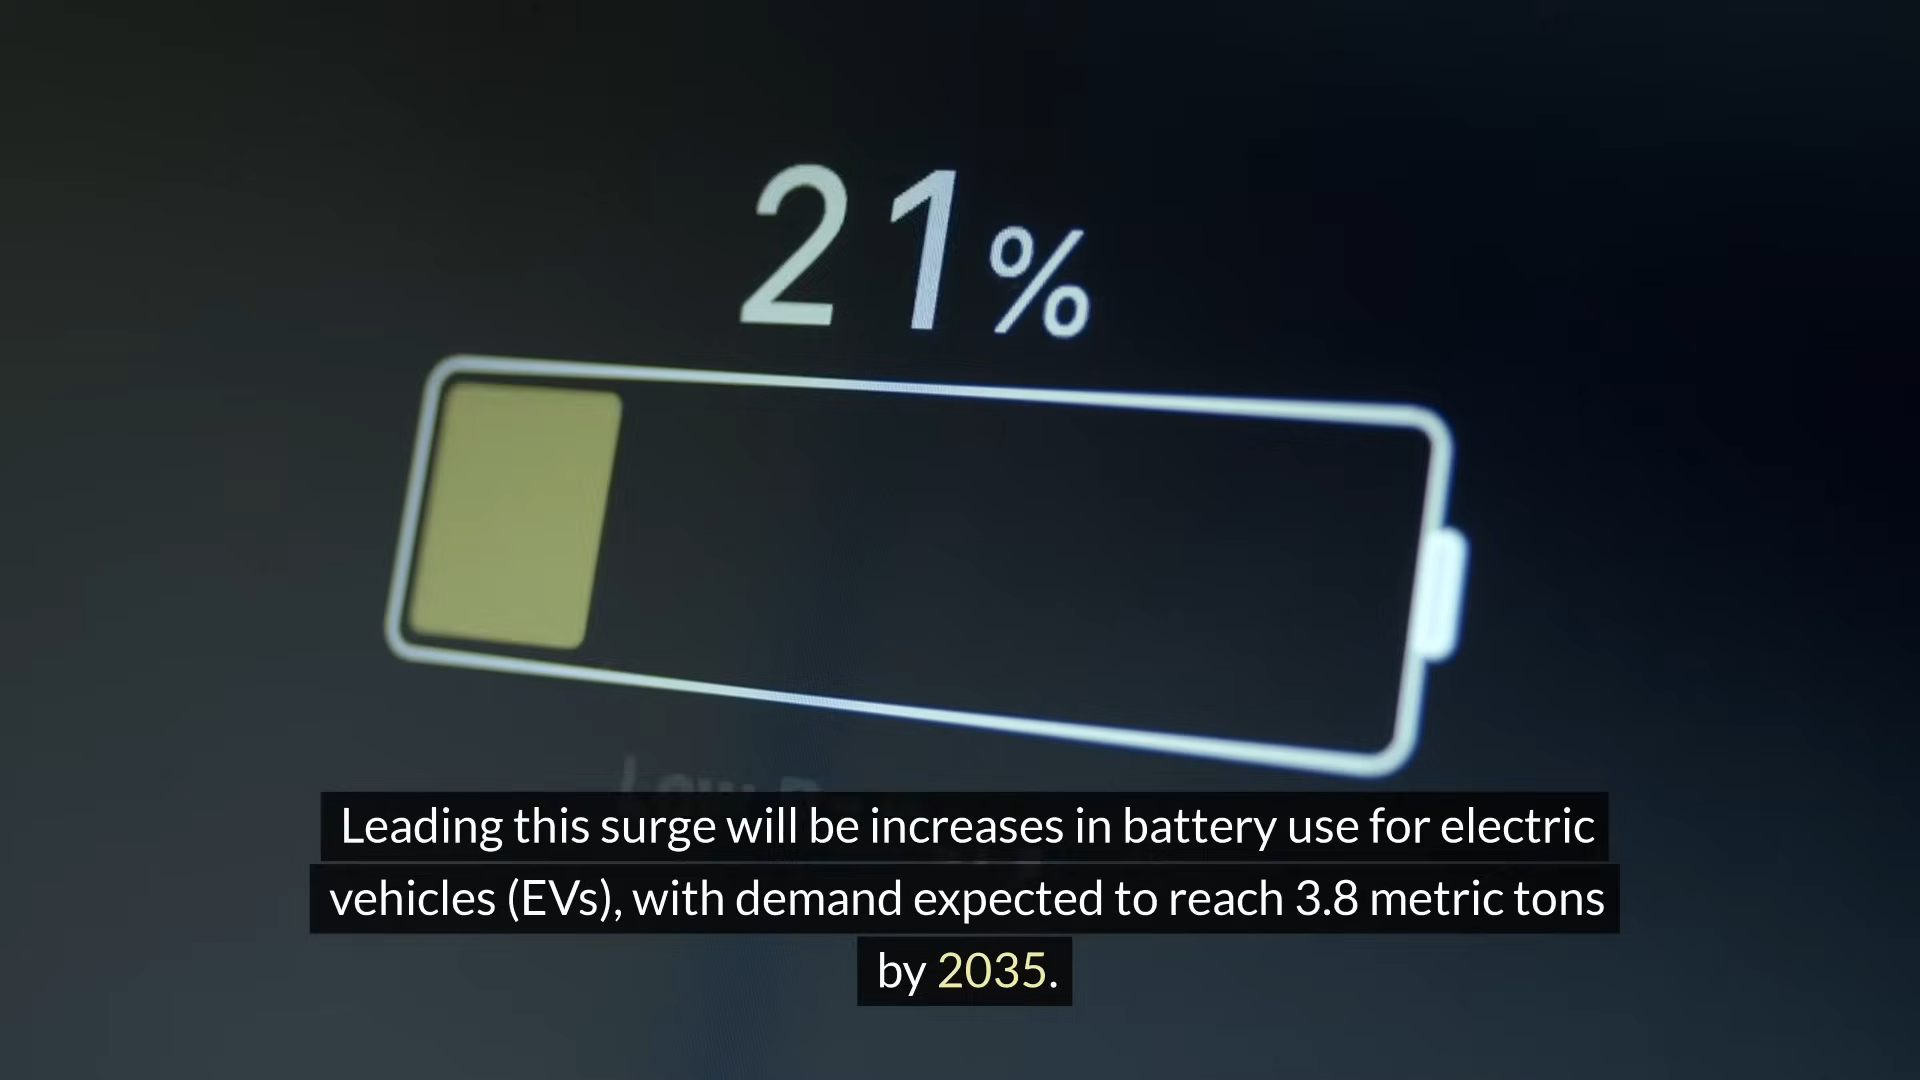 21%
Leading this surge will be increases in battery use for electric
vehicles (EVs), with demand expected to reach 3.8 metric tons
by 2035.